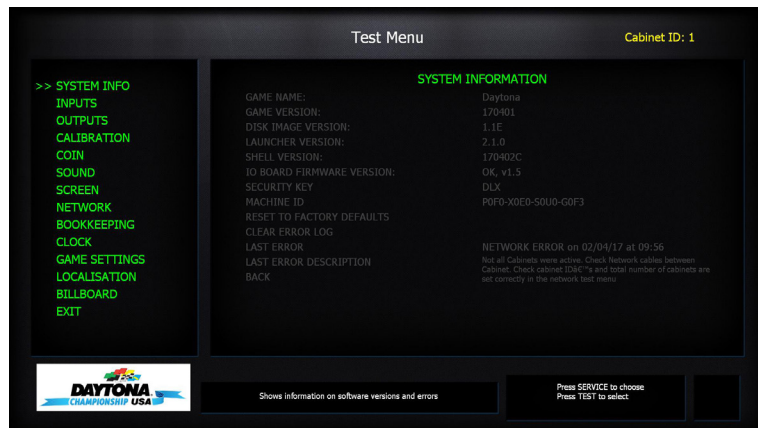 Test Menu
Cabinet ID: 1
>> SYSTEM INFO
INPUTS
OUTPUTS
CALIBRATION
COIN
SOUND
SCREEN
NETWORK
BOOKKEEPING
CLOCK
GAME SETTINGS
LOCALISATION
BILLBOARD
EXIT
SYSTEM INFORMATION
GAME NAME: Daytona
GAME VERSION: 170401
DISK IMAGE VERSION: 1.1E
LAUNCHER VERSION: 2.1.0
SHELL VERSION: 170402C
IO BOARD FIRMWARE VERSION: OK, v1.5
SECURITY KEY DLX
MACHINE ID P0F0-X0E0-S0U0-G0F3
RESET TO FACTORY DEFAULTS
CLEAR ERROR LOG
LAST ERROR NETWORK ERROR on 02/04/17 at 09:56
LAST ERROR DESCRIPTION Not all Cabinets were active. Check Network cables between
Cabinet. Check cabinet IDâ€™s and total number of cabinets are
set correctly in the network test menu
BACK
DAYTONA
CHAMPIONSHIP USA
Shows information on software versions and errors
Press SERVICE to choose
Press TEST to select